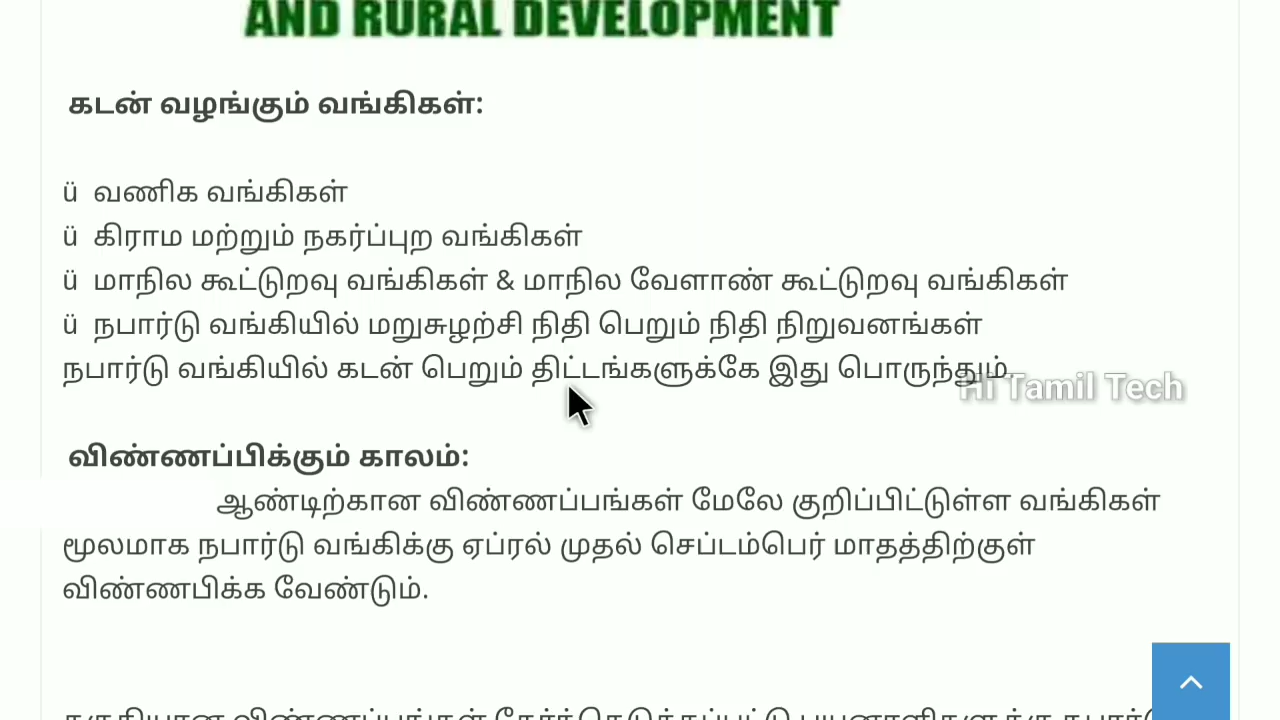 AND RURAL DEVELOPMENT
கடன் வழங்கும் வங்கிகள்:
ü வணிக வங்கிகள்
ü கிராம மற்றும் நகர்ப்புற வங்கிகள்
ü மாநில கூட்டுறவு வங்கிகள் & மாநில வேளாண் கூட்டுறவு வங்கிகள்
ü நபார்டு வங்கியில் மறுசுழற்சி நிதி பெறும் நிதி நிறுவனங்கள்
நபார்டு வங்கியில் கடன் பெறும் திட்டங்களுக்கே இது பொருந்தும்.
Hi Tamil Tech
விண்ணப்பிக்கும் காலம்:
ஆண்டிற்கான விண்ணப்பங்கள் மேலே குறிப்பிட்டுள்ள வங்கிகள்
மூலமாக நபார்டு வங்கிக்கு ஏப்ரல் முதல் செப்டம்பெர் மாதத்திற்குள்
விண்ணபிக்க வேண்டும்.